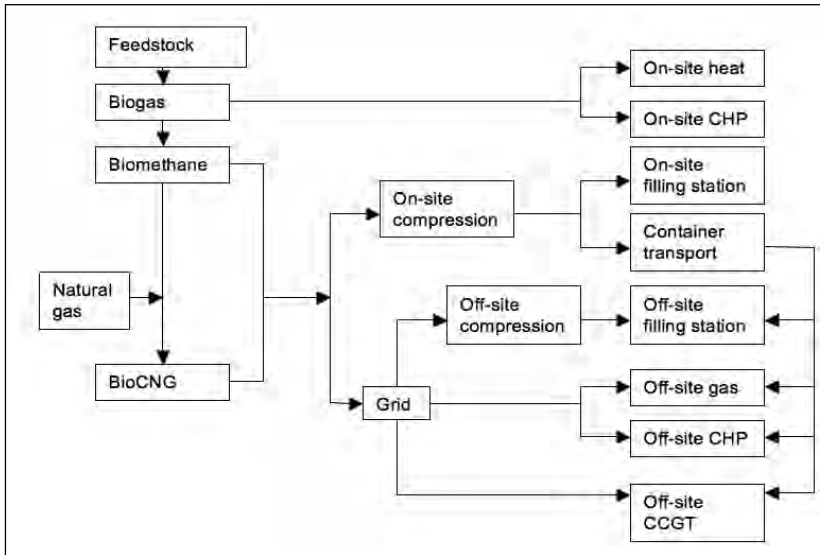 Feedstock
Biogas
Biomethane
Natural
gas
BioCNG
On-site
compression
Off-site
compression
Grid
On-site heat
On-site CHP
On-site
filling station
Container
transport
Off-site
filling station
Off-site gas
Off-site CHP
Off-site
CCGT